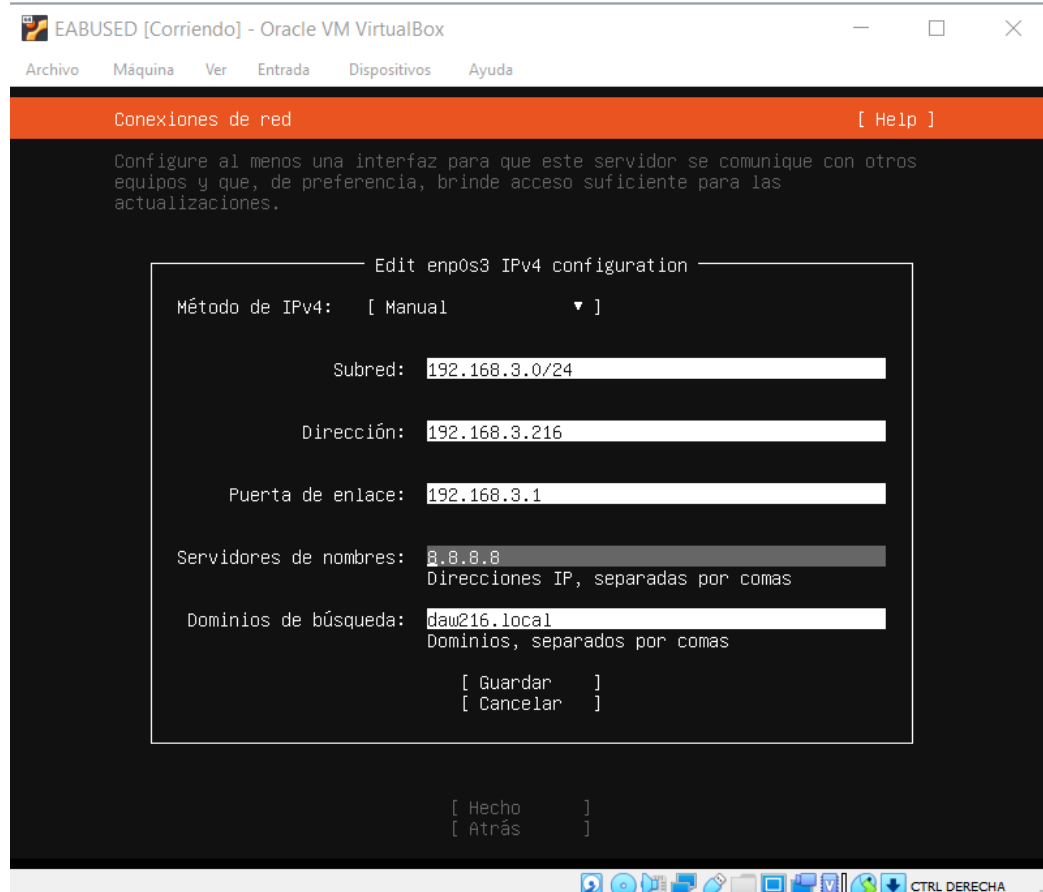 EABUSED [Corriendo] - Oracle VM VirtualBox
Archivo Máquina Ver Entrada Dispositivos Ayuda
Conexiones de red [ Help ]
Configure al menos una interfaz para que este servidor se comunique con otros
equipos y que, de preferencia, brinde acceso suficiente para las
actualizaciones.
Edit enp0s3 IPv4 configuration
Método de IPv4: [ Manual ▾ ]
Subred: 192.168.3.0/24
Dirección: 192.168.3.216
Puerta de enlace: 192.168.3.1
Servidores de nombres: 8.8.8.8
Direcciones IP, separadas por comas
Dominios de búsqueda: daw216.local
Dominios, separados por comas
[ Guardar ]
[ Cancelar ]
[ Hecho ]
[ Atrás ]
CTRL DERECHA